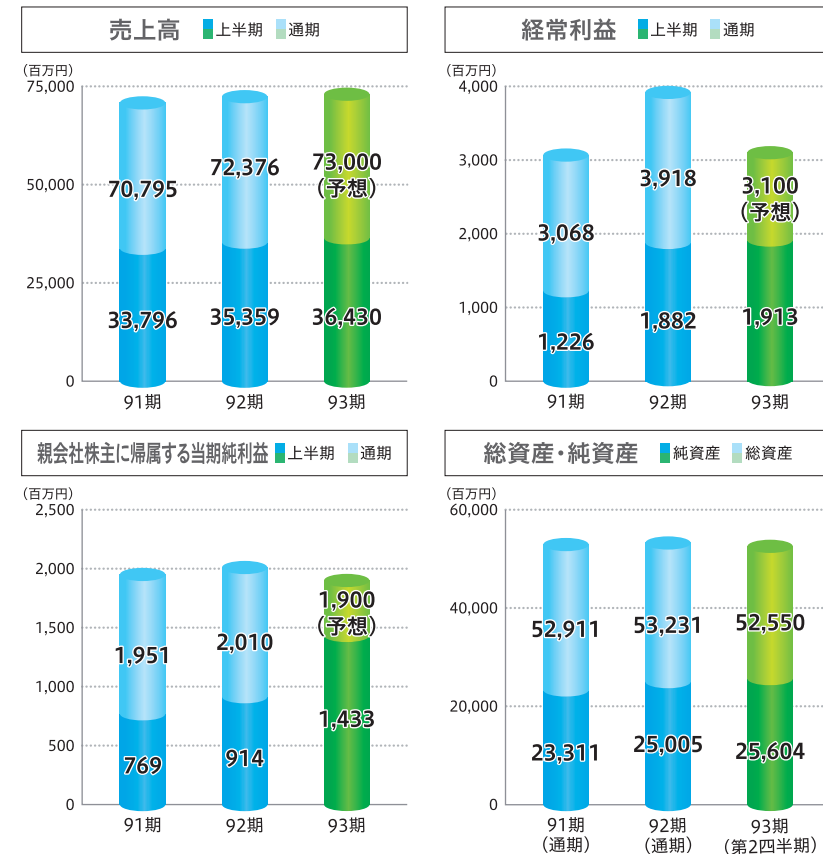 売上高 上半期 通期
(百万円)
75,000
50,000
25,000
0
70,795
72,376
73,000
(予想)
33,796
35,359
36,430
91期
92期
93期
経常利益 上半期 通期
(百万円)
4,000
3,000
2,000
1,000
0
3,068
3,918
3,100
(予想)
1,226
1,882
1,913
91期
92期
93期
親会社株主に帰属する当期純利益 上半期 通期
(百万円)
2,500
2,000
1,500
1,000
500
0
1,951
2,010
1,900
(予想)
769
914
1,433
91期
92期
93期
総資産・純資産 純資産 総資産
(百万円)
60,000
40,000
20,000
0
52,911
53,231
52,550
23,311
25,005
25,604
91期
(通期)
92期
(通期)
93期
(第2四半期)